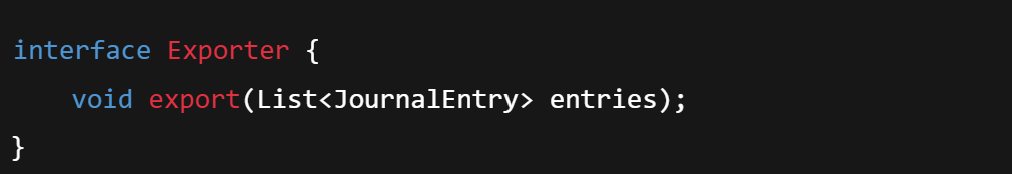 interface Exporter {
    void export(List<JournalEntry> entries);
}